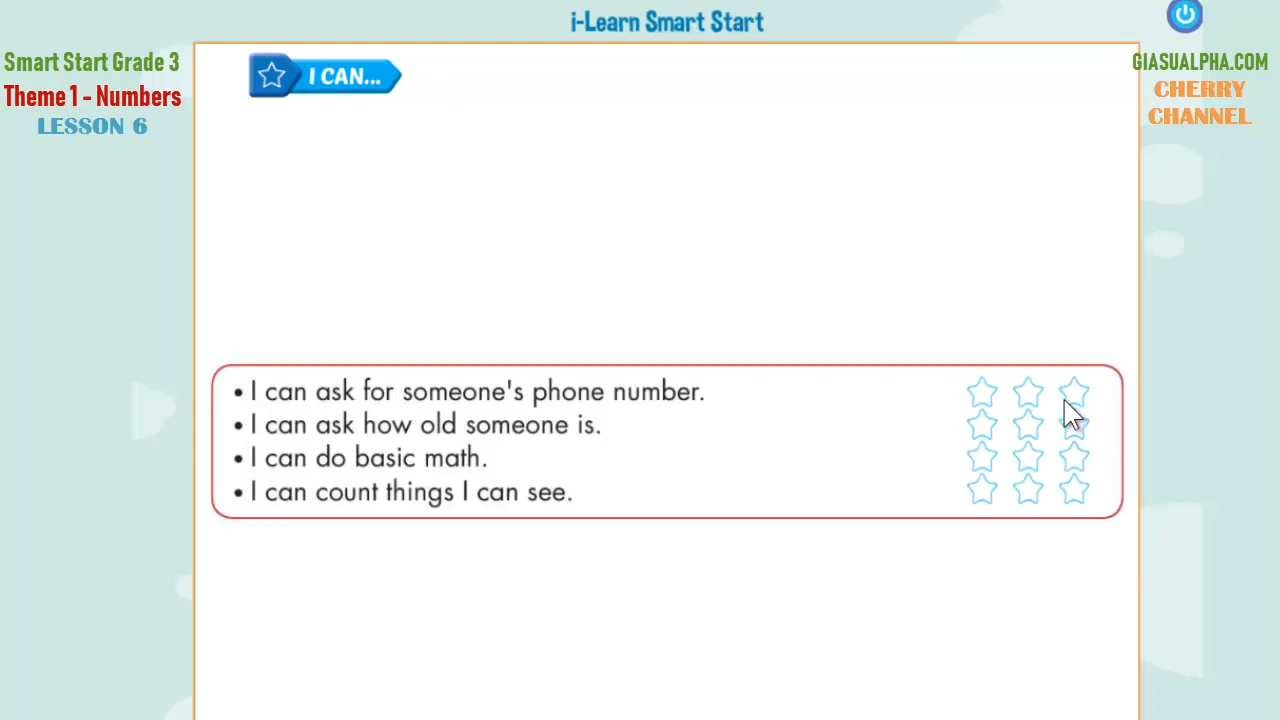 i-Learn Smart Start
Smart Start Grade 3
Theme 1 - Numbers
LESSON 6
GIASUALPHA.COM
CHERRY
CHANNEL
I CAN...
• I can ask for someone's phone number.
• I can ask how old someone is.
• I can do basic math.
• I can count things I can see.